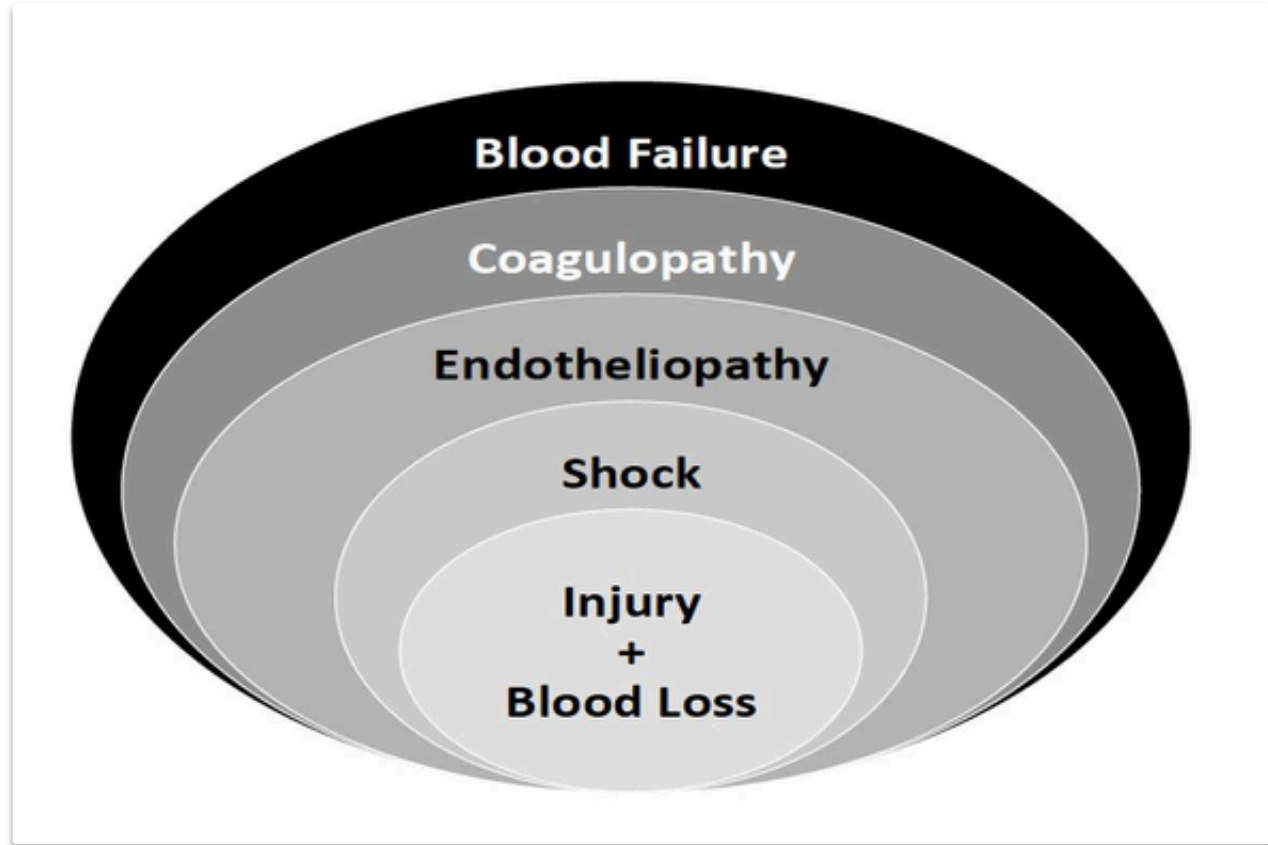 Blood Failure
Coagulopathy
Endotheliopathy
Shock
Injury
+
Blood Loss